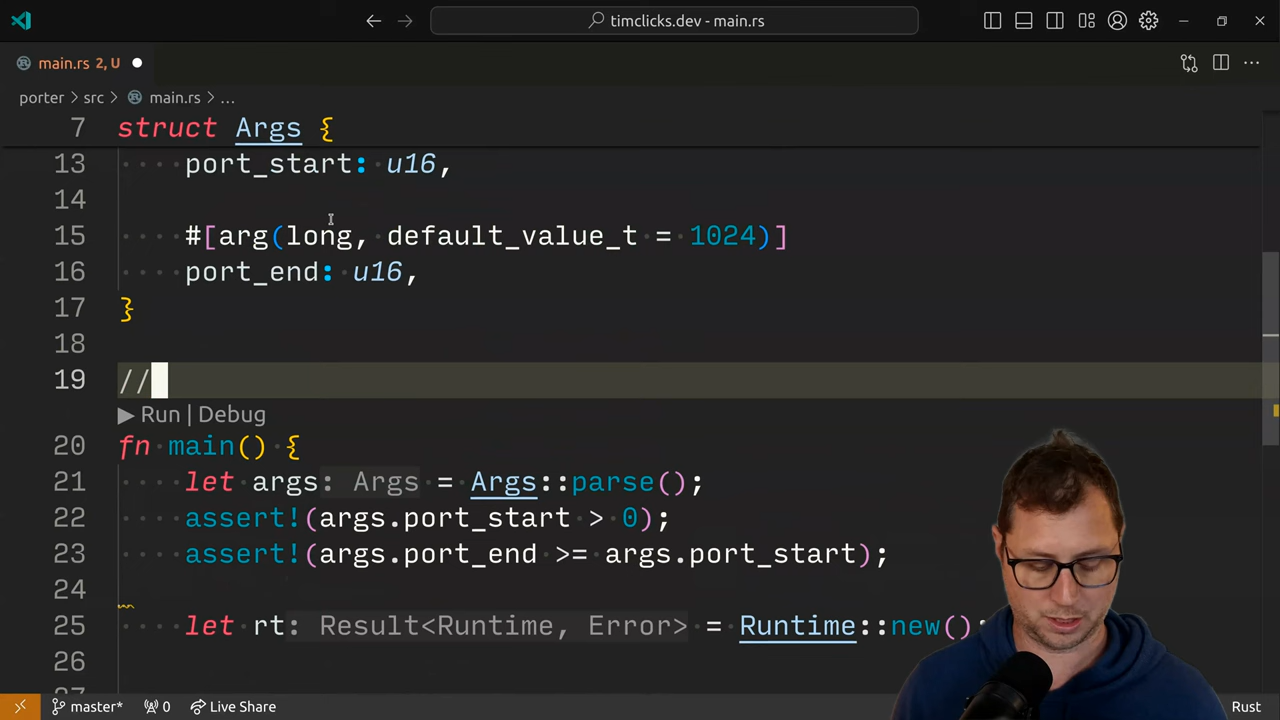 timclicks.dev - main.rs
main.rs 2, U
porter > src > main.rs > ...
7 struct Args {
13 port_start: u16,
14
15 #[arg(long, default_value_t = 1024)]
16 port_end: u16,
17 }
18
19 //
Run | Debug
20 fn main() {
21 let args: Args = Args::parse();
22 assert!(args.port_start > 0);
23 assert!(args.port_end >= args.port_start);
24
25 let rt: Result<Runtime, Error> = Runtime::new();
26
master* 0 Live Share Rust